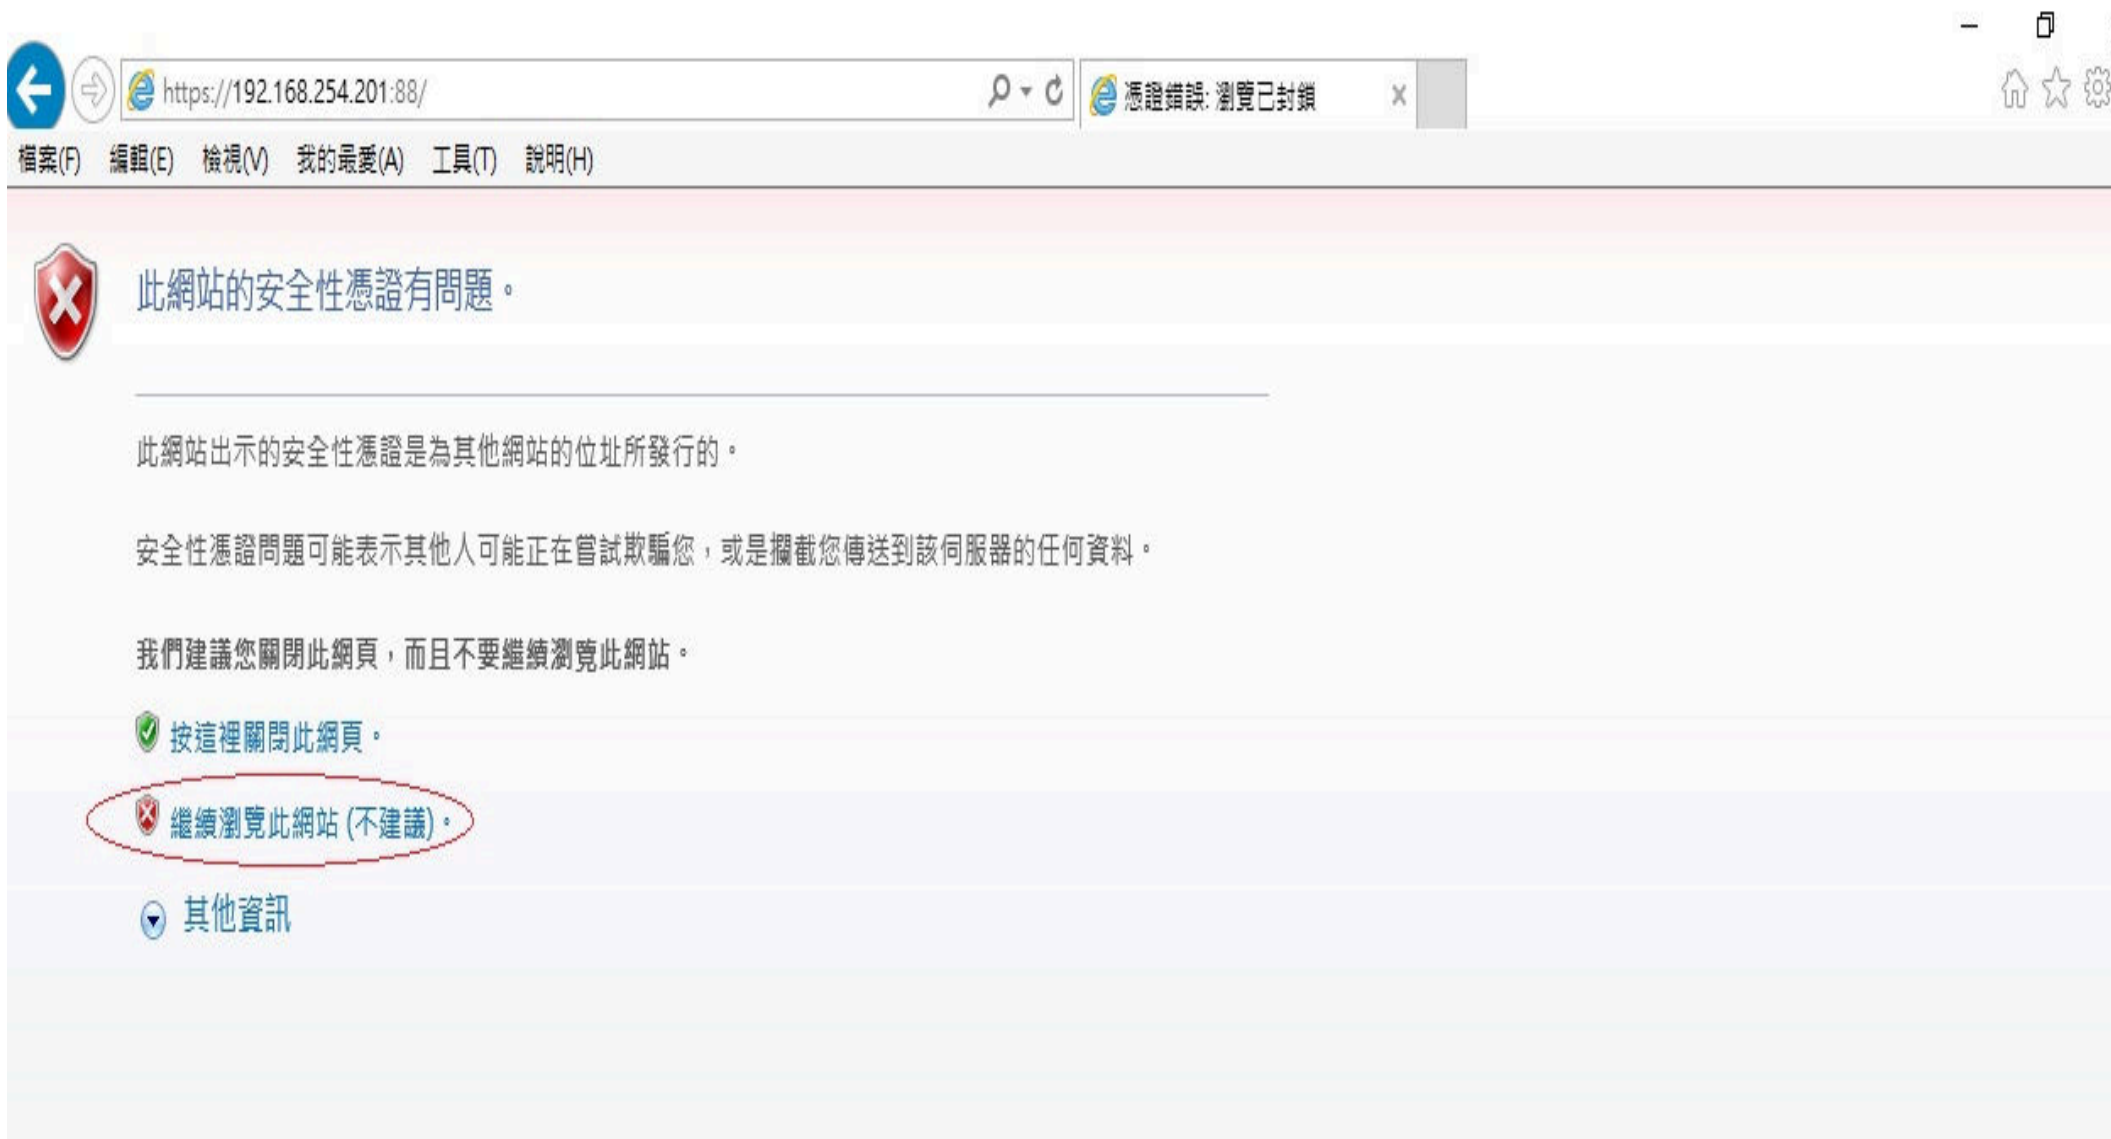 https://192.168.254.201:88/
憑證錯誤: 瀏覽已封鎖
檔案(F) 編輯(E) 檢視(V) 我的最愛(A) 工具(T) 說明(H)
此網站的安全性憑證有問題。
此網站出示的安全性憑證是為其他網站的位址所發行的。
安全性憑證問題可能表示其他人可能正在嘗試欺騙您，或是攔截您傳送到該伺服器的任何資料。
我們建議您關閉此網頁，而且不要繼續瀏覽此網站。
按這裡關閉此網頁。
繼續瀏覽此網站 (不建議)。
其他資訊